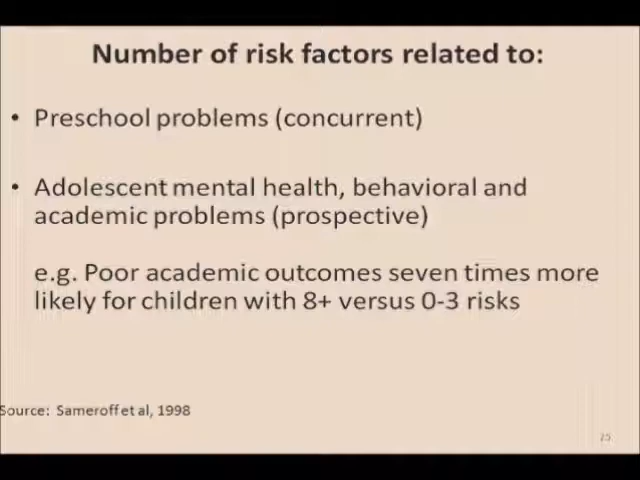 Number of risk factors related to:
• Preschool problems (concurrent)
• Adolescent mental health, behavioral and
academic problems (prospective)
e.g. Poor academic outcomes seven times more
likely for children with 8+ versus 0-3 risks
Source: Sameroff et al, 1998
25